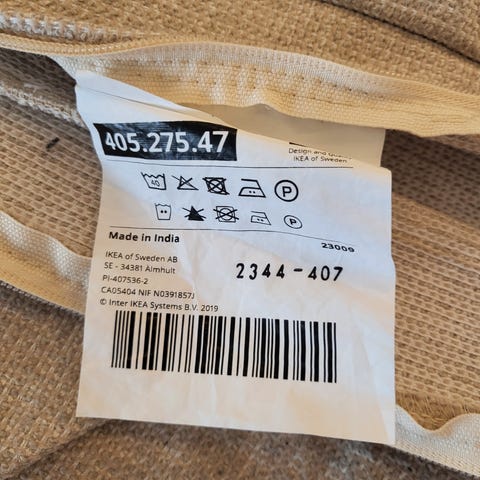 405.275.47
Design and Quality
IKEA of Sweden
40
P
P
Made in India
23009
IKEA of Sweden AB
SE - 34381 Älmhult
2344-407
PI-407536-2
CA05404 NIF N0391857J
© Inter IKEA Systems B.V. 2019